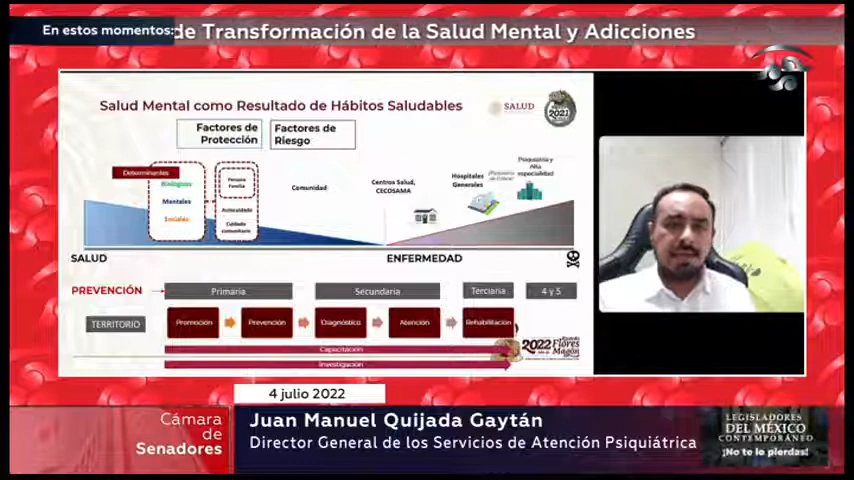 En estos momentos:
de Transformación de la Salud Mental y Adicciones
Salud Mental como Resultado de Hábitos Saludables
SALUD
2021
Factores de
Protección
Factores de
Riesgo
Determinantes
Biológicos
Mentales
Sociales
Persona
Familia
Autocuidado
Cuidado
comunitario
Comunidad
Centros Salud,
CECOSAMA
Hospitales
Generales
Psiquiatría y
Alta
especialidad
SALUD
ENFERMEDAD
PREVENCIÓN
Primaria
Secundaria
Terciaria
4 y 5
TERRITORIO
Promoción
Prevención
Diagnóstico
Atención
Rehabilitación
Capacitación
Investigación
2022
Flores
Magón
4 julio 2022
Cámara
de
Senadores
Juan Manuel Quijada Gaytán
Director General de los Servicios de Atención Psiquiátrica
LEGISLADORES
DEL MÉXICO
CONTEMPORÁNEO
¡No te lo pierdas!